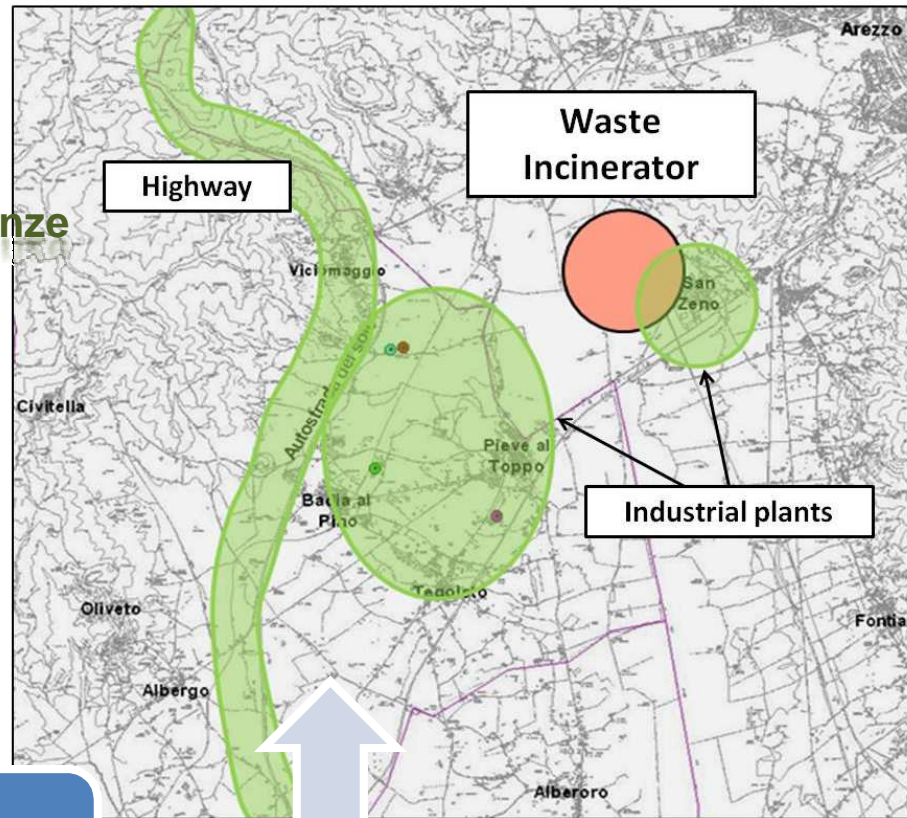 Arezzo
Waste
Incinerator
Highway
nze
Viciomaggio
San
Zeno
Civitella
Autostrada del sole
Pieve al
Toppo
Badia al
Pino
Industrial plants
Tegoleto
Oliveto
Fontia
Albergo
Alberoro